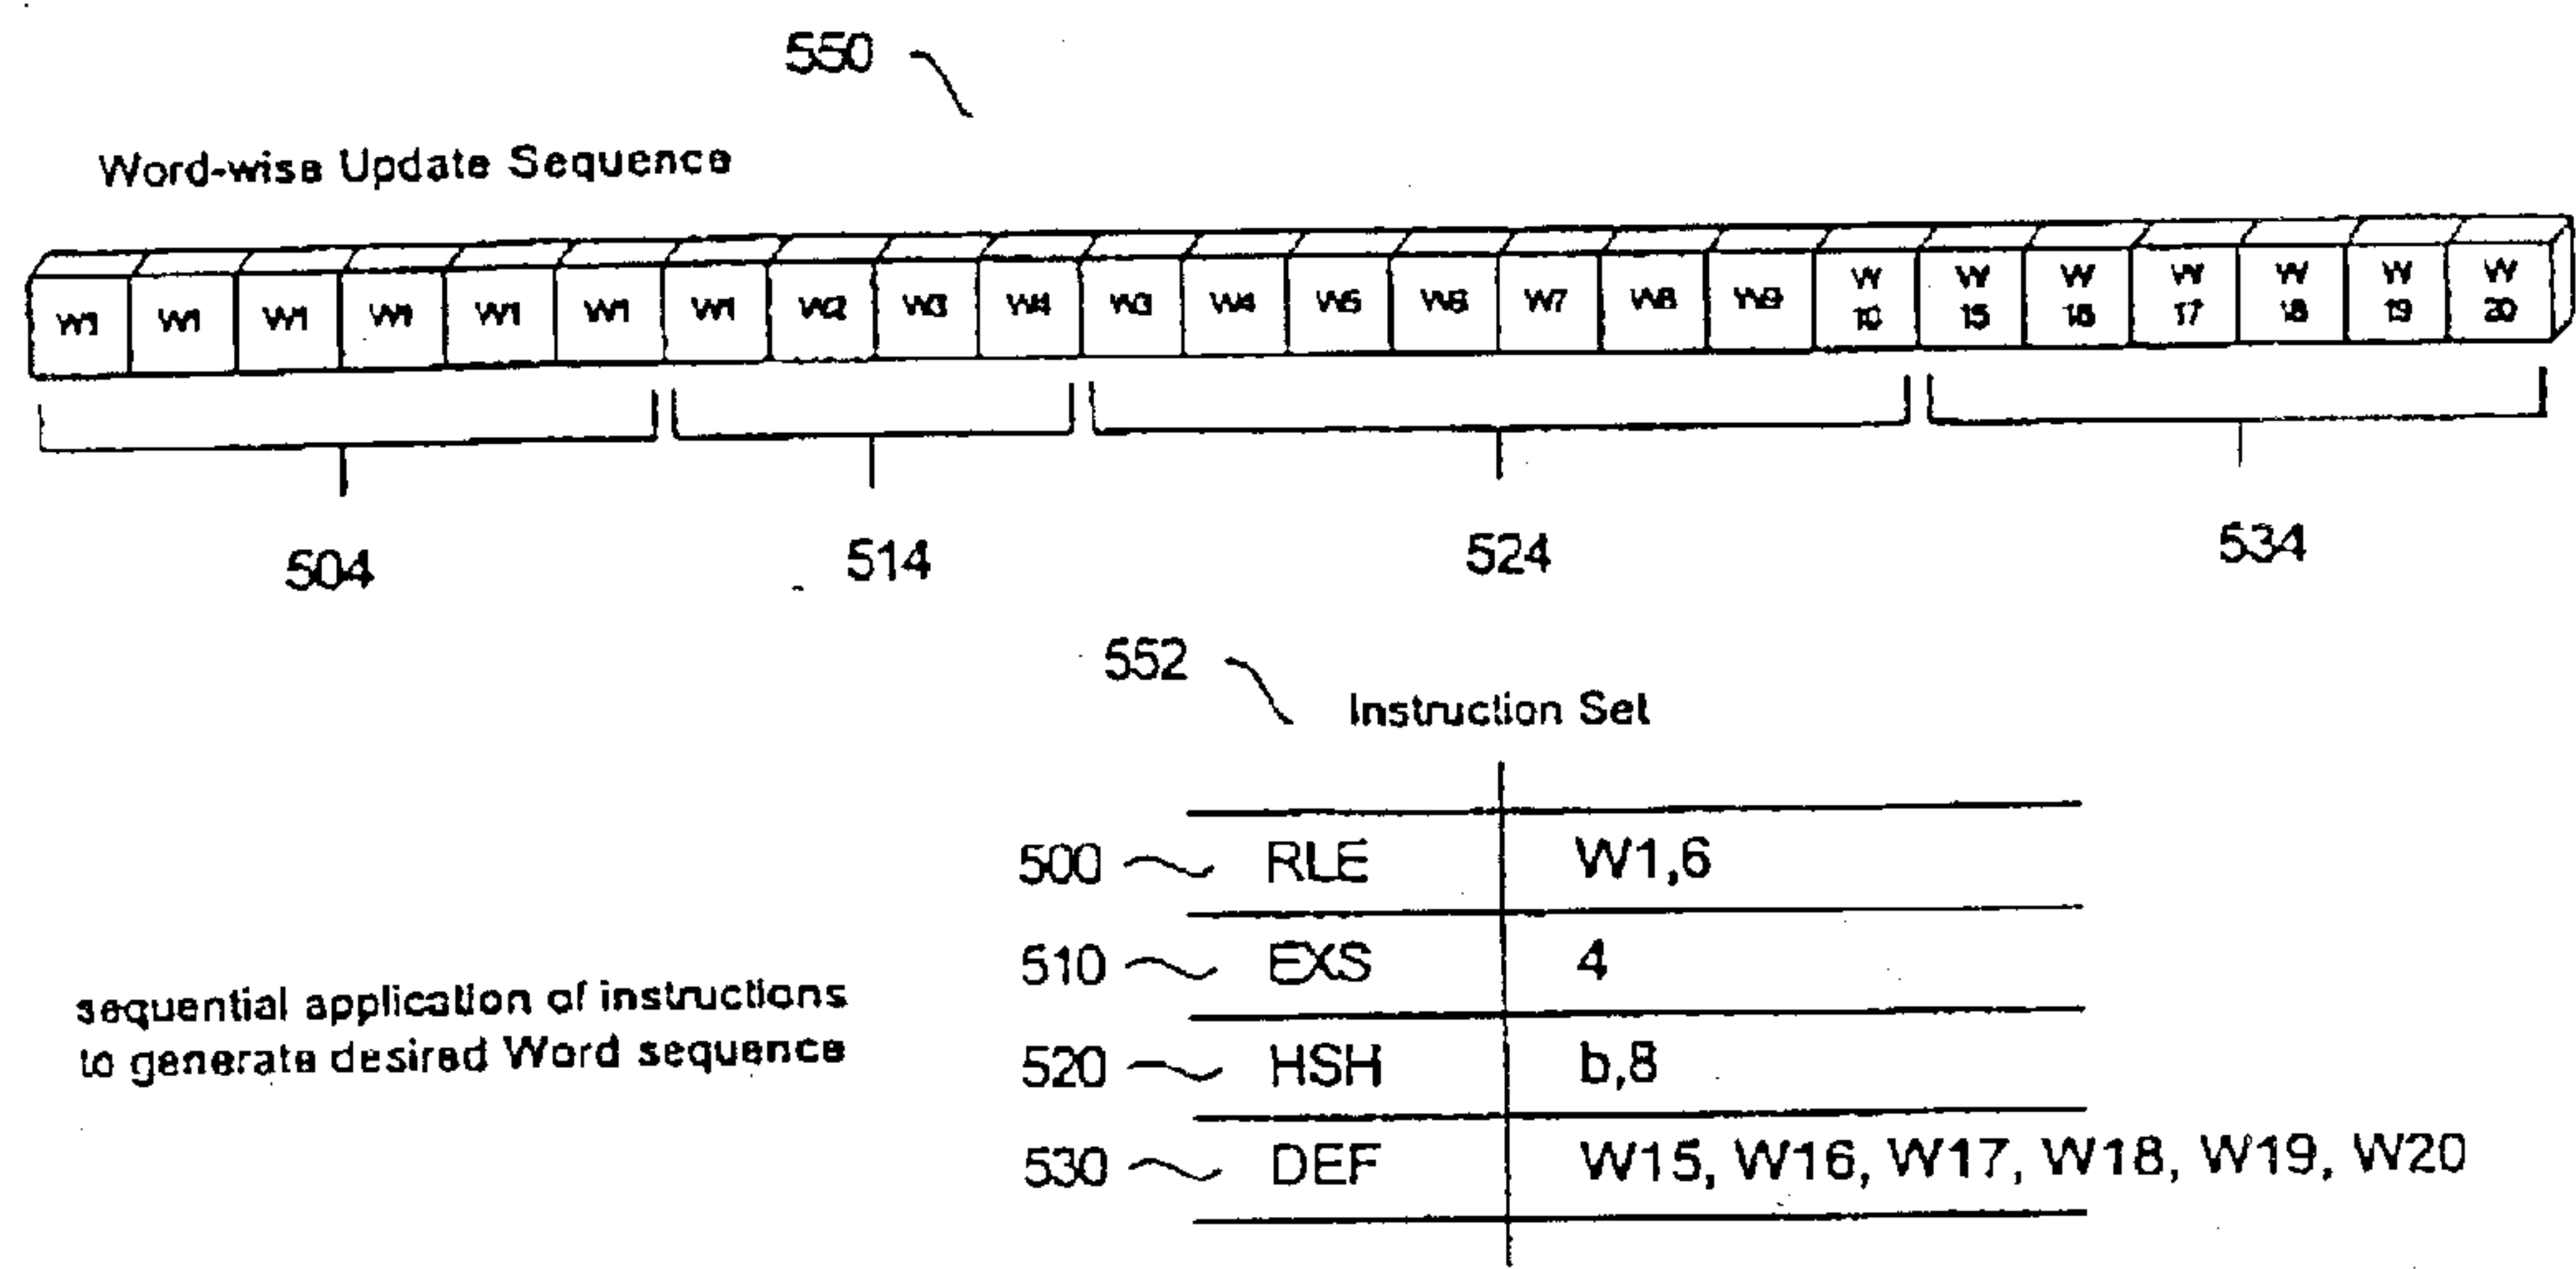 550
Word-wise Update Sequence
W1 W1 W1 W1 W1 W1 W1 W2 W3 W4 W3 W4 W5 W6 W7 W8 W9 W 10 W 15 W 16 W 17 W 18 W 19 W 20
504 514 524 534
552
Instruction Set
500 RLE W1,6
510 EXS 4
520 HSH b,8
530 DEF W15, W16, W17, W18, W19, W20
sequential application of instructions
to generate desired Word sequence